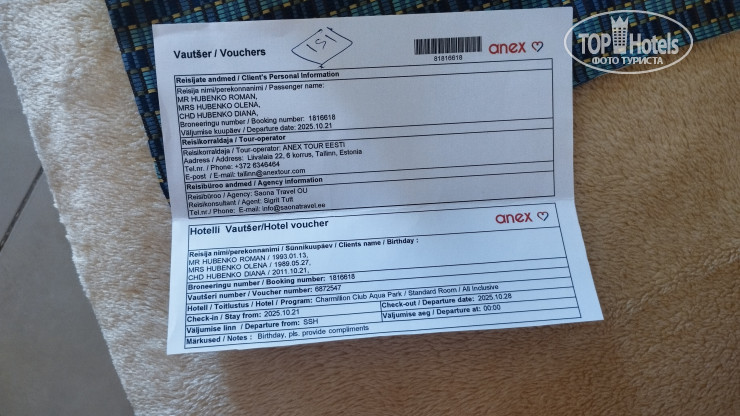 TOP Hotels
ФОТО ТУРИСТА
Vautšer / Vouchers
151
81816618
anex
Reisijate andmed / Client's Personal Information
Reisija nimi/perekonnanimi / Passenger name:
MR HUBENKO ROMAN,
MRS HUBENKO OLENA,
CHD HUBENKO DIANA,
Broneeringu number / Booking number: 1816618
Väljumise kuupäev / Departure date: 2025.10.21
Reisikorraldaja / Tour-operator
Reisikorraldaja / Tour-operator: ANEX TOUR EESTI
Aadress / Address: Liivalaia 22, 6 korrus, Tallinn, Estonia
Tel.nr. / Phone: +372 6346464
E-post / E-mail: tallinn@anextour.com
Reisibüroo andmed / Agency information
Reisibüroo / Agency: Saona Travel OU
Reisikonsultant / Agent: Sigrit Tutt
Tel.nr./ Phone: E-mail: info@saonatravel.ee
Hotelli Vautšer/Hotel voucher
anex
Reisija nimi/perekonnanimi / Sünnikuupäev / Clients name / Birthday :
MR HUBENKO ROMAN / 1993.01.13,
MRS HUBENKO OLENA / 1989.05.27,
CHD HUBENKO DIANA / 2011.10.21,
Broneeringu number / Booking number: 1816618
Vautšeri number / Voucher number: 6872547
Hotell / Toitlustus / Hotel / Program: Charmillion Club Aqua Park / Standard Room / All Inclusive
Check-in / Stay from: 2025.10.21 Check-out / Departure date: 2025.10.28
Väljumise linn / Departure from: SSH Väljumise aeg / Departure at: 00:00
Märkused / Notes : Birthday, pls. provide compliments